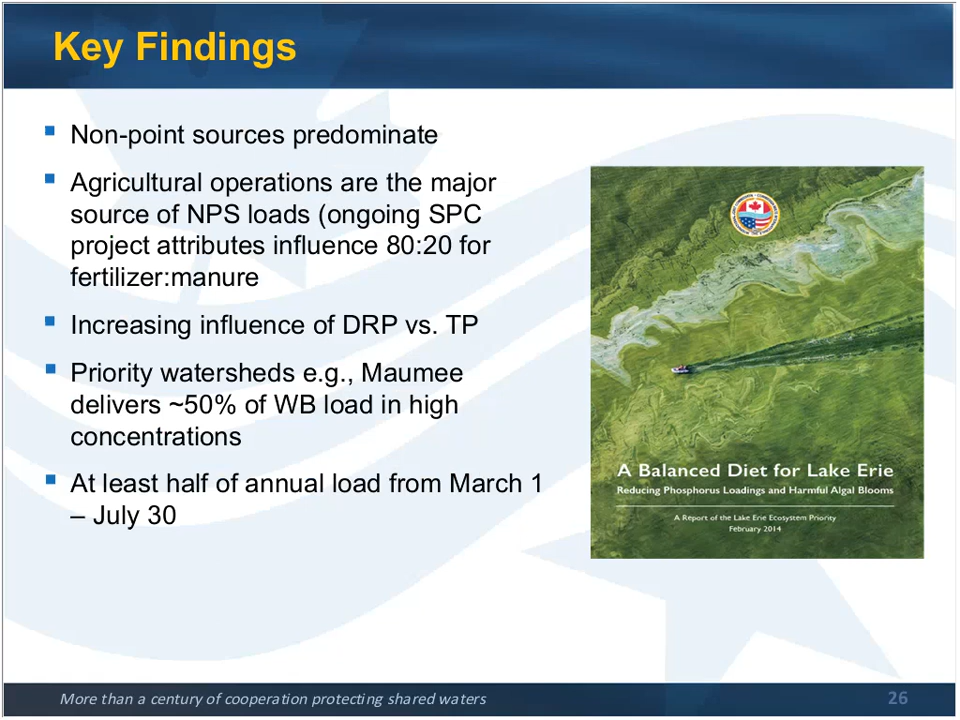 Key Findings
Non-point sources predominate
Agricultural operations are the major
source of NPS loads (ongoing SPC
project attributes influence 80:20 for
fertilizer:manure
Increasing influence of DRP vs. TP
Priority watersheds e.g., Maumee
delivers ~50% of WB load in high
concentrations
At least half of annual load from March 1
– July 30
A Balanced Diet for Lake Erie
Reducing Phosphorus Loadings and Harmful Algal Blooms
A Report of the Lake Erie Ecosystem Priority
February 2014
More than a century of cooperation protecting shared waters
26